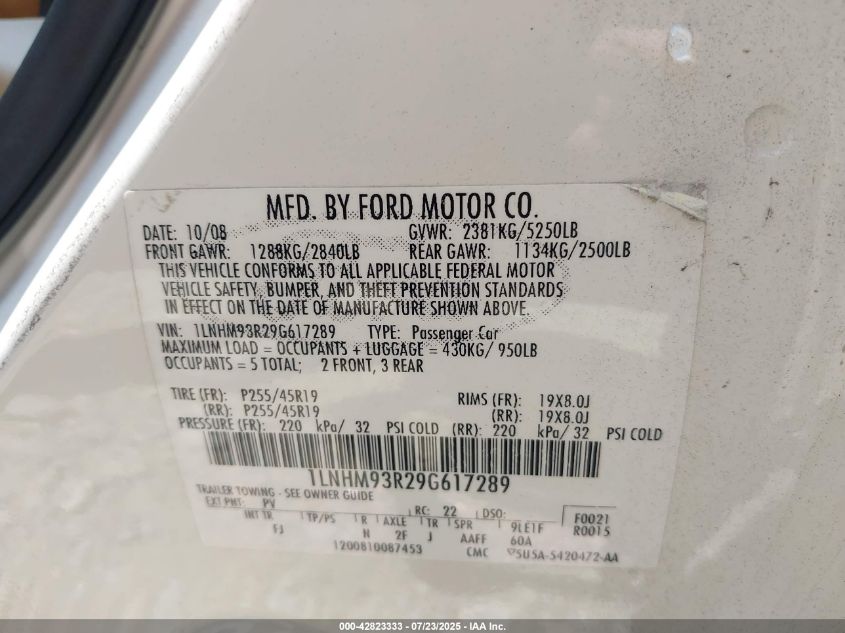 MFD. BY FORD MOTOR CO.
DATE: 10/08 GVWR: 2381KG/5250LB
FRONT GAWR: 1288KG/2840LB REAR GAWR: 1134KG/2500LB
THIS VEHICLE CONFORMS TO ALL APPLICABLE FEDERAL MOTOR
VEHICLE SAFETY, BUMPER, AND THEFT PREVENTION STANDARDS
IN EFFECT ON THE DATE OF MANUFACTURE SHOWN ABOVE.
VIN: 1LNHM93R29G617289 TYPE: Passenger Car
MAXIMUM LOAD = OCCUPANTS + LUGGAGE = 430KG/ 950LB
OCCUPANTS = 5 TOTAL; 2 FRONT, 3 REAR
TIRE (FR): P255/45R19 RIMS (FR): 19X8.0J
(RR): P255/45R19 (RR): 19X8.0J
PRESSURE (FR): 220 kPa/ 32 PSI COLD (RR): 220 kPa/ 32 PSI COLD
1LNHM93R29G617289
TRAILER TOWING - SEE OWNER GUIDE
EXT PNT: PV RC: 22 DSO: F0021
INT TR TP/PS R AXLE TR SPR 9LE1F R0015
FJ N 2F J AAFF 60A
1200810087453 CMC 5U5A-5420472-AA
000-42823333 - 07/23/2025 - IAA Inc.